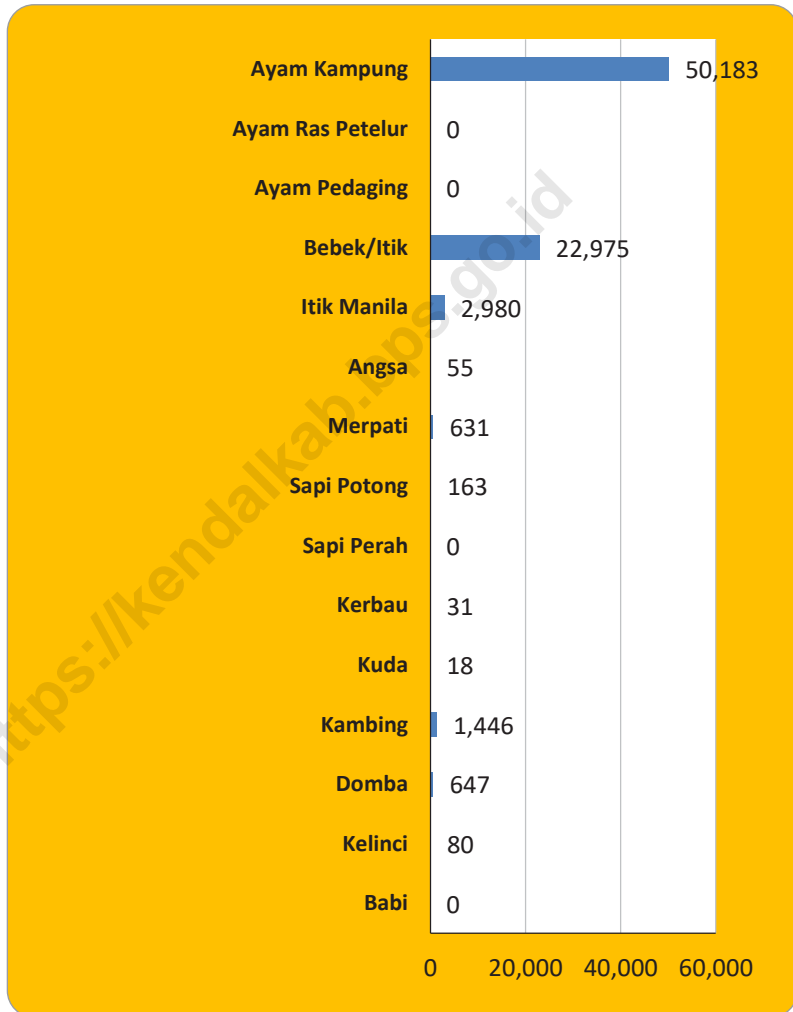 Ayam Kampung 50,183
Ayam Ras Petelur 0
Ayam Pedaging 0
Bebek/Itik 22,975
Itik Manila 2,980
Angsa 55
Merpati 631
Sapi Potong 163
Sapi Perah 0
Kerbau 31
Kuda 18
Kambing 1,446
Domba 647
Kelinci 80
Babi 0
0 20,000 40,000 60,000
https://kendalkab.bps.go.id